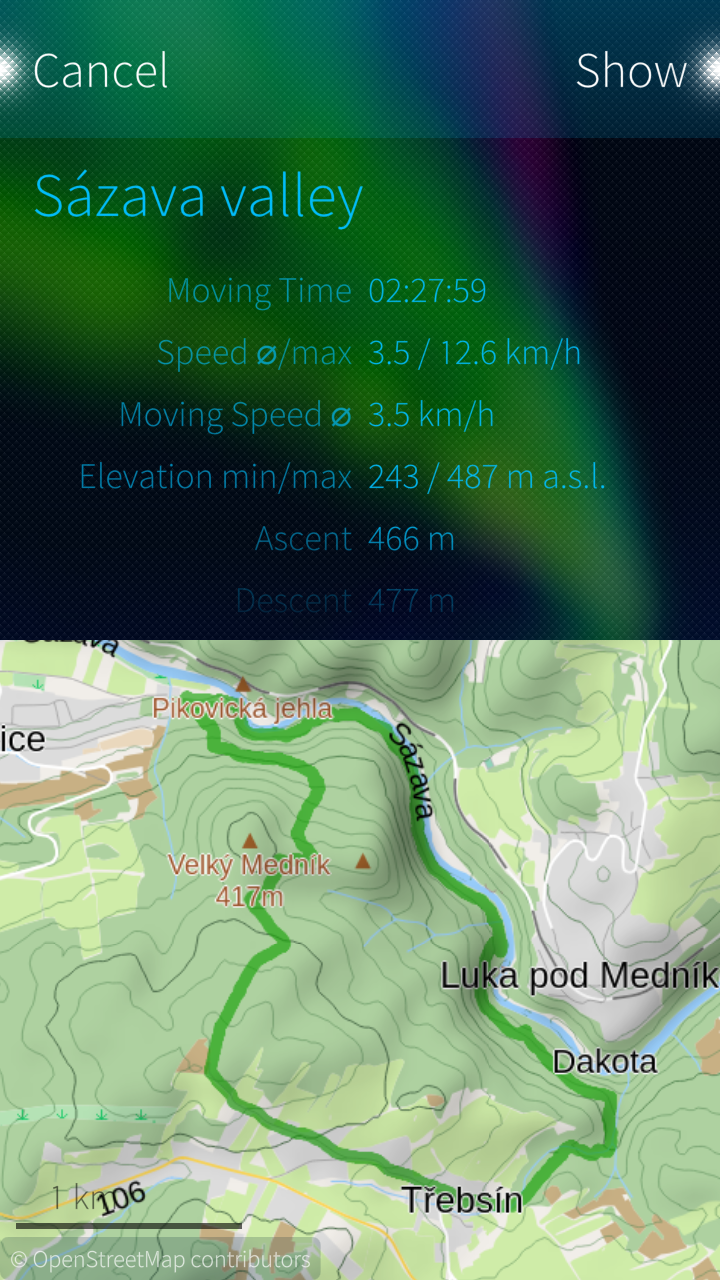 Cancel Show
Sázava valley
Moving Time 02:27:59
Speed ⌀/max 3.5 / 12.6 km/h
Moving Speed ⌀ 3.5 km/h
Elevation min/max 243 / 487 m a.s.l.
Ascent 466 m
Descent 477 m
Sázava
Pikovická jehla
ice
Sázava
Velký Medník
417m
Luka pod Medník
Dakota
1 km
106
Třebsín
© OpenStreetMap contributors